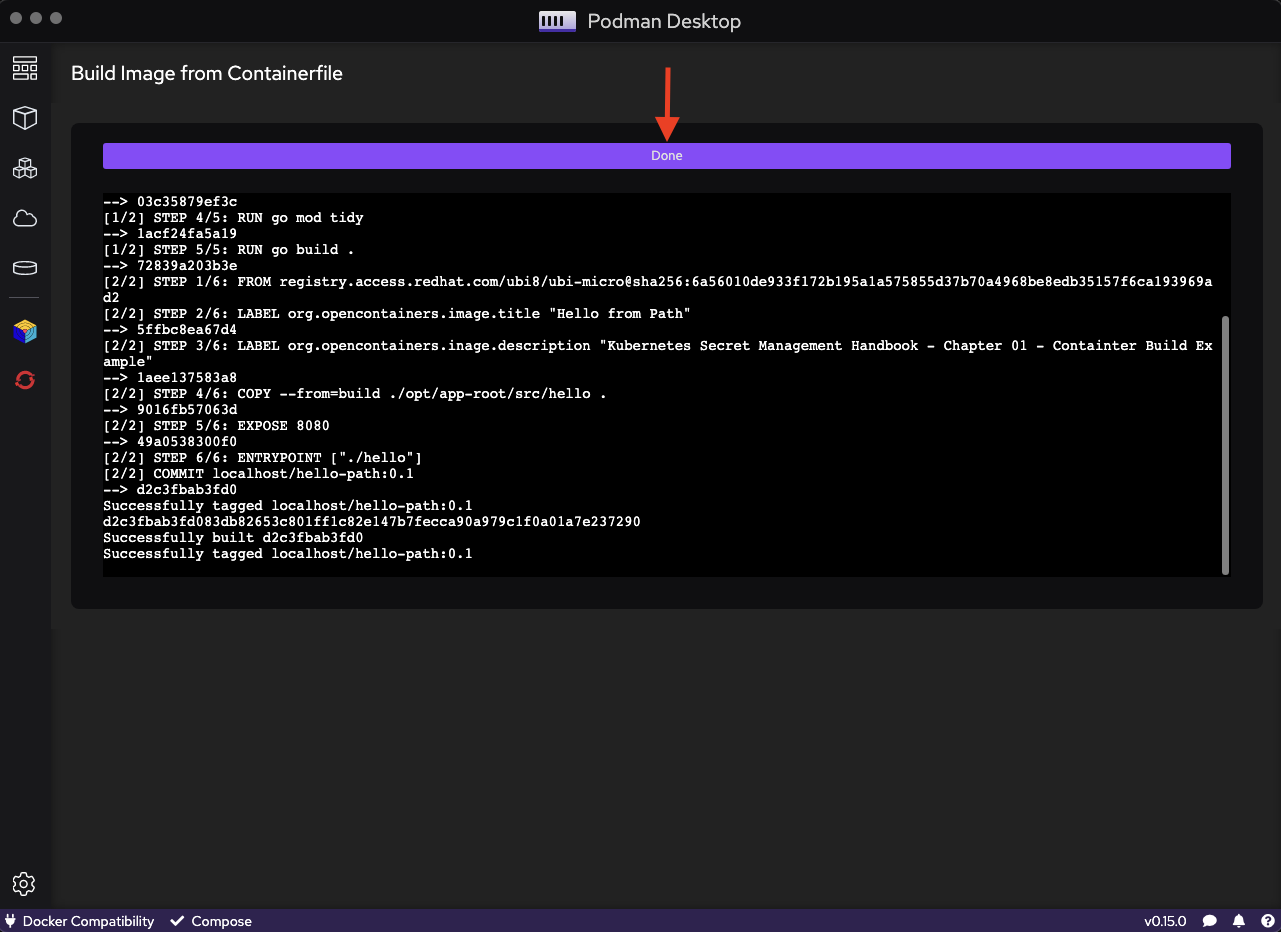 Podman Desktop
Build Image from Containerfile
Done
--> 03c35879ef3c
[1/2] STEP 4/5: RUN go mod tidy
--> 1acf24fa5a19
[1/2] STEP 5/5: RUN go build .
--> 72839a203b3e
[2/2] STEP 1/6: FROM registry.access.redhat.com/ubi8/ubi-micro@sha256:6a56010de933f172b195a1a575855d37b70a4968be8edb35157f6ca193969a
d2
[2/2] STEP 2/6: LABEL org.opencontainers.image.title "Hello from Path"
--> 5ffbc8ea67d4
[2/2] STEP 3/6: LABEL org.opencontainers.inage.description "Kubernetes Secret Management Handbook - Chapter 01 - Containter Build Ex
ample"
--> 1aee137583a8
[2/2] STEP 4/6: COPY --from=build ./opt/app-root/src/hello .
--> 9016fb57063d
[2/2] STEP 5/6: EXPOSE 8080
--> 49a0538300f0
[2/2] STEP 6/6: ENTRYPOINT ["./hello"]
[2/2] COMMIT localhost/hello-path:0.1
--> d2c3fbab3fd0
Successfully tagged localhost/hello-path:0.1
d2c3fbab3fd083db82653c801ff1c82e147b7fecca90a979c1f0a01a7e237290
Successfully built d2c3fbab3fd0
Successfully tagged localhost/hello-path:0.1
Docker Compatibility Compose v0.15.0